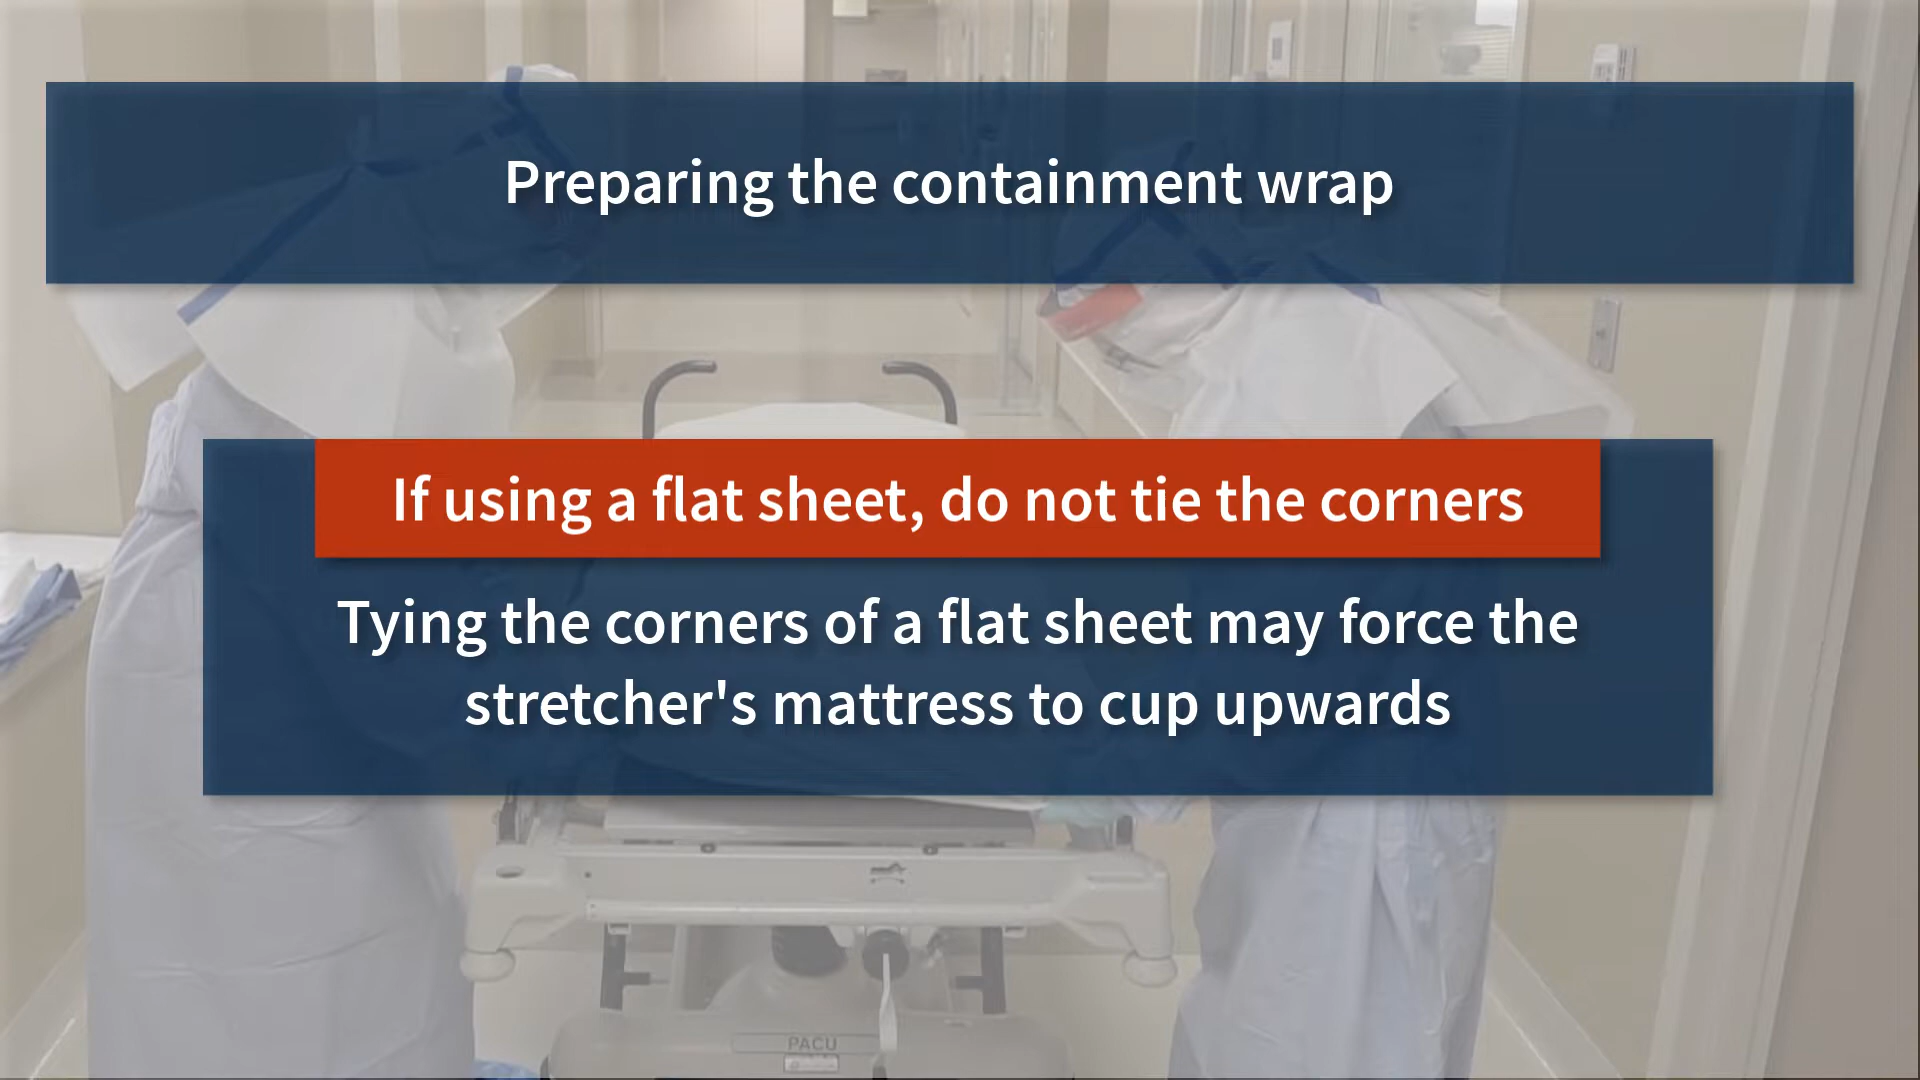 Preparing the containment wrap
If using a flat sheet, do not tie the corners
Tying the corners of a flat sheet may force the
stretcher's mattress to cup upwards
PACU